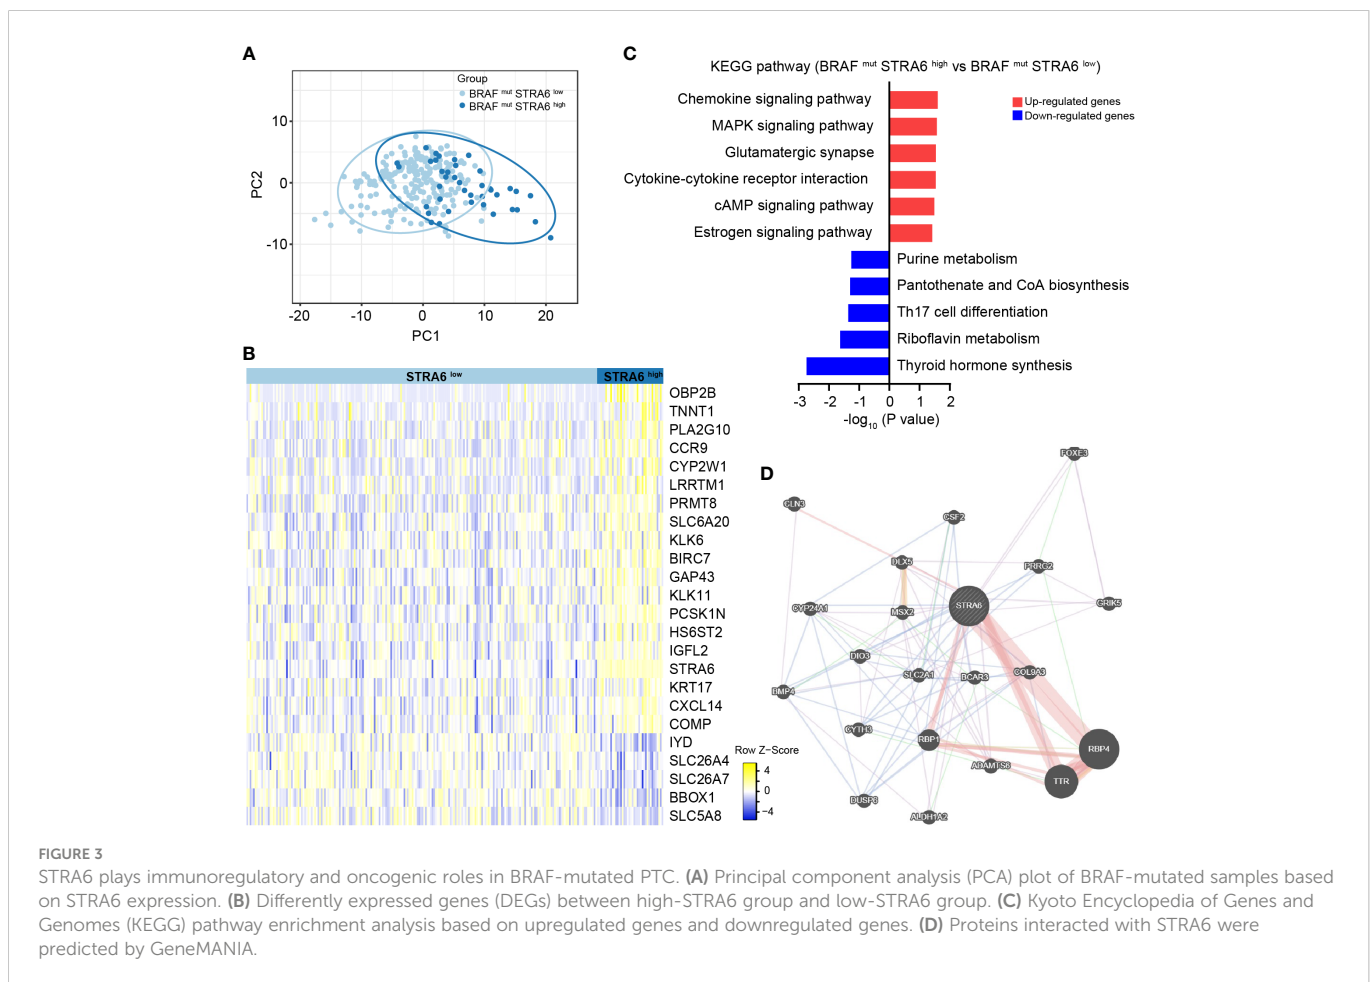 A
Group
BRAF mut STRA6 low
BRAF mut STRA6 high
PC2
10
0
-10
-20 -10 0 10 20
PC1
B
STRA6 low STRA6 high
OBP2B
TNNT1
PLA2G10
CCR9
CYP2W1
LRRTM1
PRMT8
SLC6A20
KLK6
BIRC7
GAP43
KLK11
PCSK1N
HS6ST2
IGFL2
STRA6
KRT17
CXCL14
COMP
IYD
SLC26A4
SLC26A7
BBOX1
SLC5A8
Row Z-Score
4
0
-4
C
KEGG pathway (BRAF mut STRA6 high vs BRAF mut STRA6 low)
Up-regulated genes
Down-regulated genes
Chemokine signaling pathway
MAPK signaling pathway
Glutamatergic synapse
Cytokine-cytokine receptor interaction
cAMP signaling pathway
Estrogen signaling pathway
Purine metabolism
Pantothenate and CoA biosynthesis
Th17 cell differentiation
Riboflavin metabolism
Thyroid hormone synthesis
-3 -2 -1 0 1 2
-log10 (P value)
D
FOXE3
CLN3
CSF2
DLX5
PRRG2
STRA6
GRIK5
CYP24A1
MSX2
DIO3
SLC2A1
BCAR3
COL9A3
BMP4
CYTH3
RBP1
RBP4
ADAMTS6
TTR
ALDH1A2
FIGURE 3
STRA6 plays immunoregulatory and oncogenic roles in BRAF-mutated PTC. (A) Principal component analysis (PCA) plot of BRAF-mutated samples based
on STRA6 expression. (B) Differently expressed genes (DEGs) between high-STRA6 group and low-STRA6 group. (C) Kyoto Encyclopedia of Genes and
Genomes (KEGG) pathway enrichment analysis based on upregulated genes and downregulated genes. (D) Proteins interacted with STRA6 were
predicted by GeneMANIA.